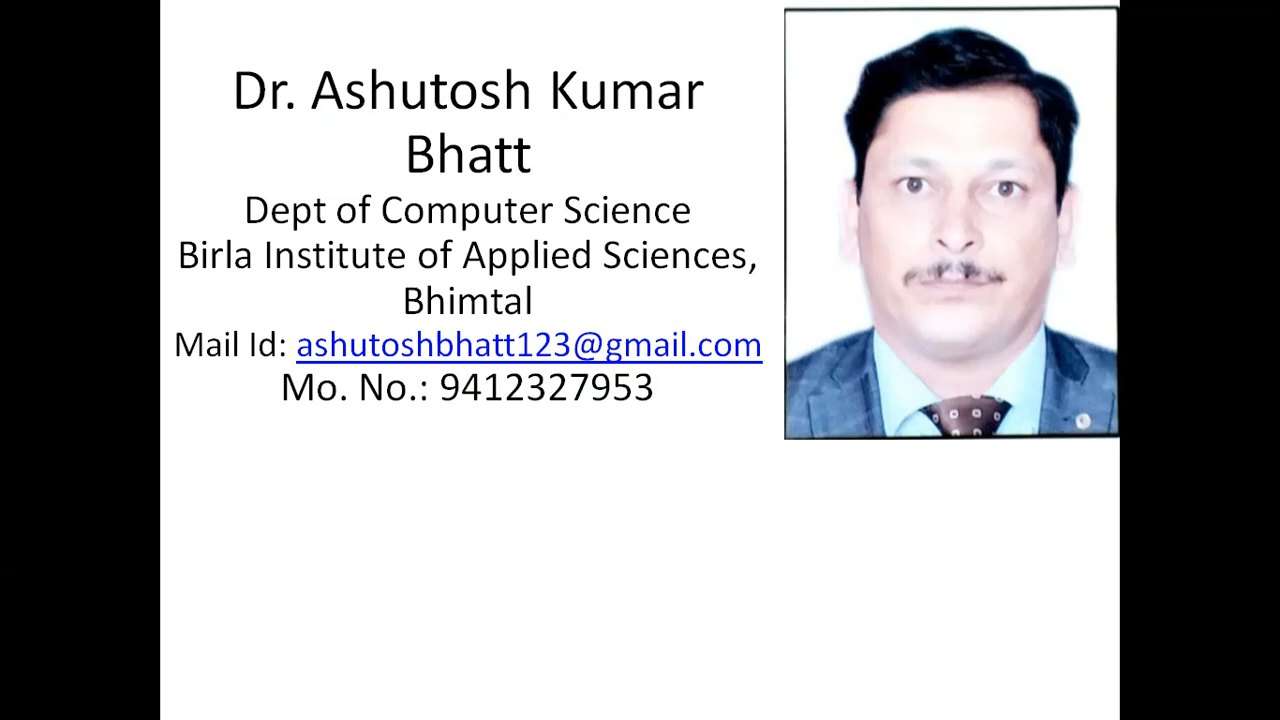 Dr. Ashutosh Kumar
Bhatt
Dept of Computer Science
Birla Institute of Applied Sciences,
Bhimtal
Mail Id: ashutoshbhatt123@gmail.com
Mo. No.: 9412327953